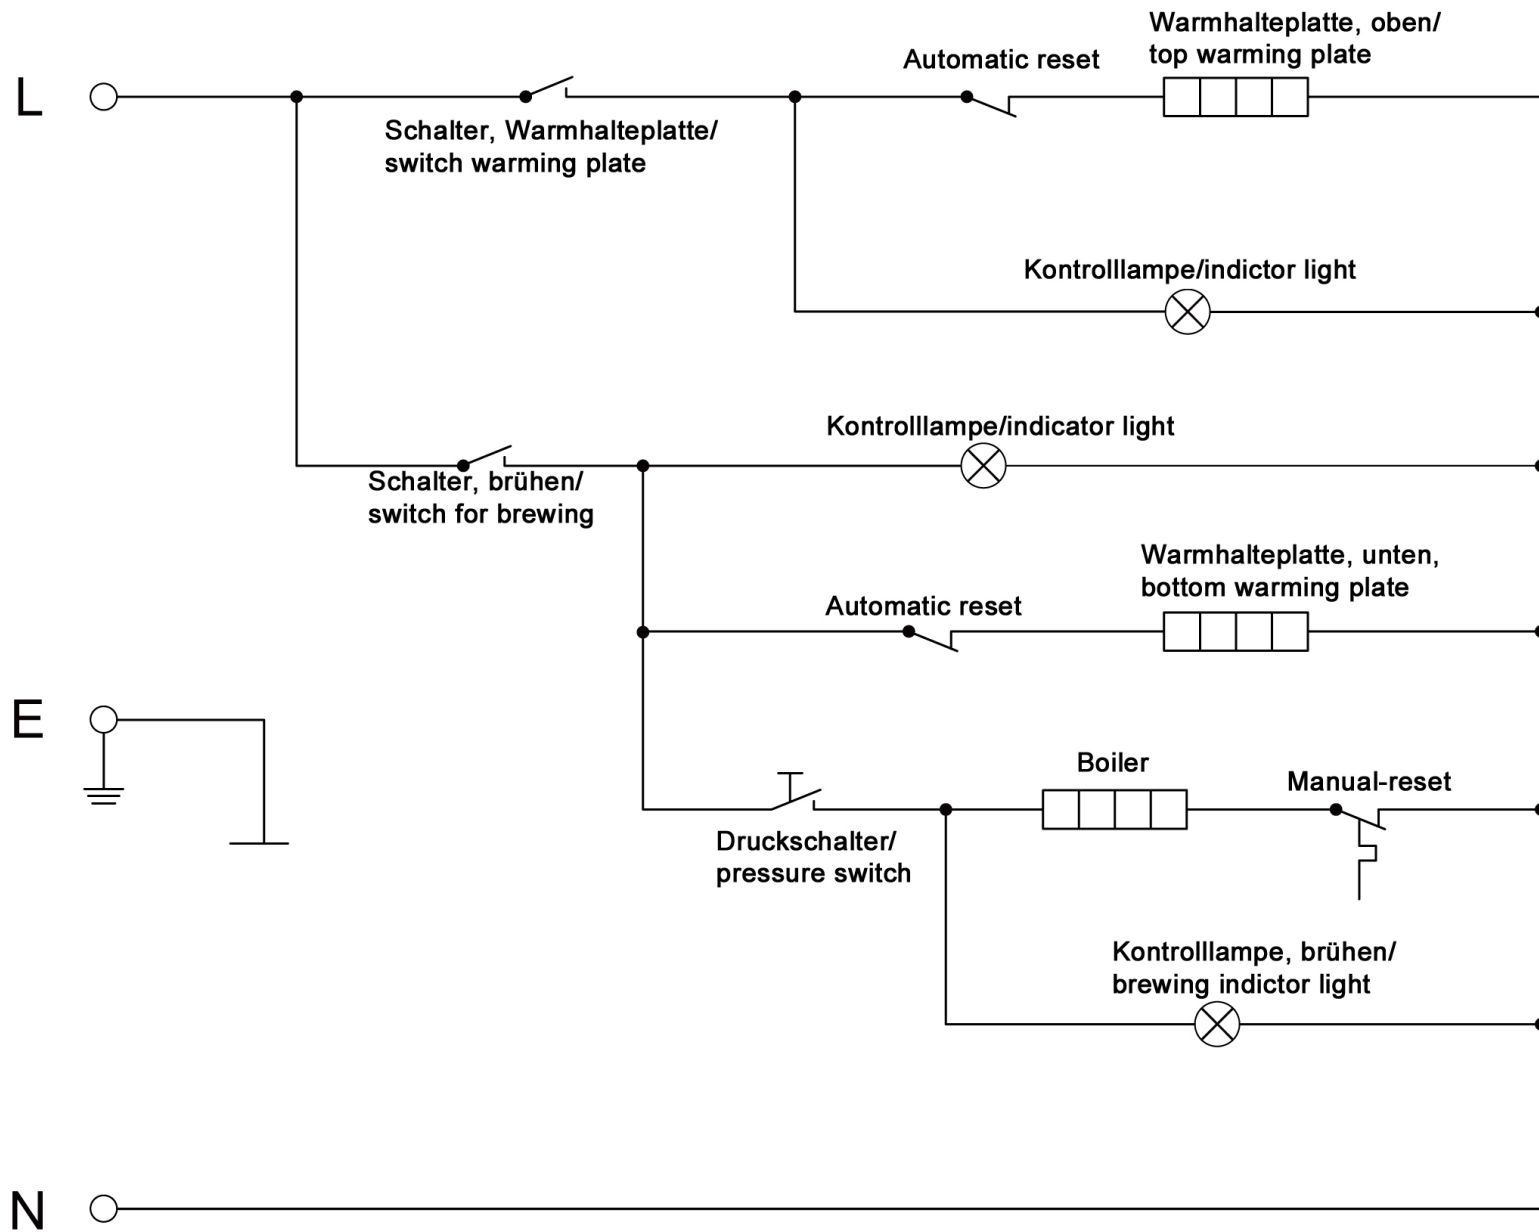 Warmhalteplatte, oben/
top warming plate
Automatic reset
L
Schalter, Warmhalteplatte/
switch warming plate
Kontrolllampe/indictor light
Kontrolllampe/indicator light
Schalter, brühen/
switch for brewing
Warmhalteplatte, unten,
bottom warming plate
Automatic reset
E
Boiler
Manual-reset
Druckschalter/
pressure switch
Kontrolllampe, brühen/
brewing indictor light
N